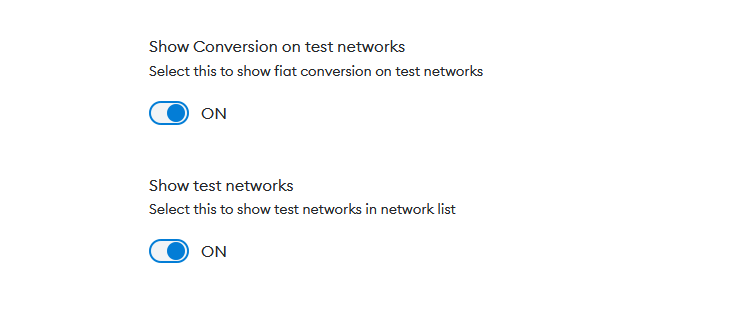 Show Conversion on test networks
Select this to show fiat conversion on test networks
ON
Show test networks
Select this to show test networks in network list
ON